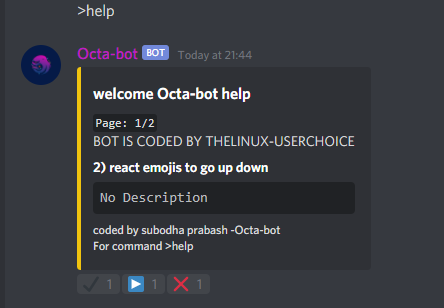 >help
Octa-bot BOT Today at 21:44
welcome Octa-bot help
Page: 1/2
BOT IS CODED BY THELINUX-USERCHOICE
2) react emojis to go up down
No Description
coded by subodha prabash -Octa-bot
For command >help
1 1 1